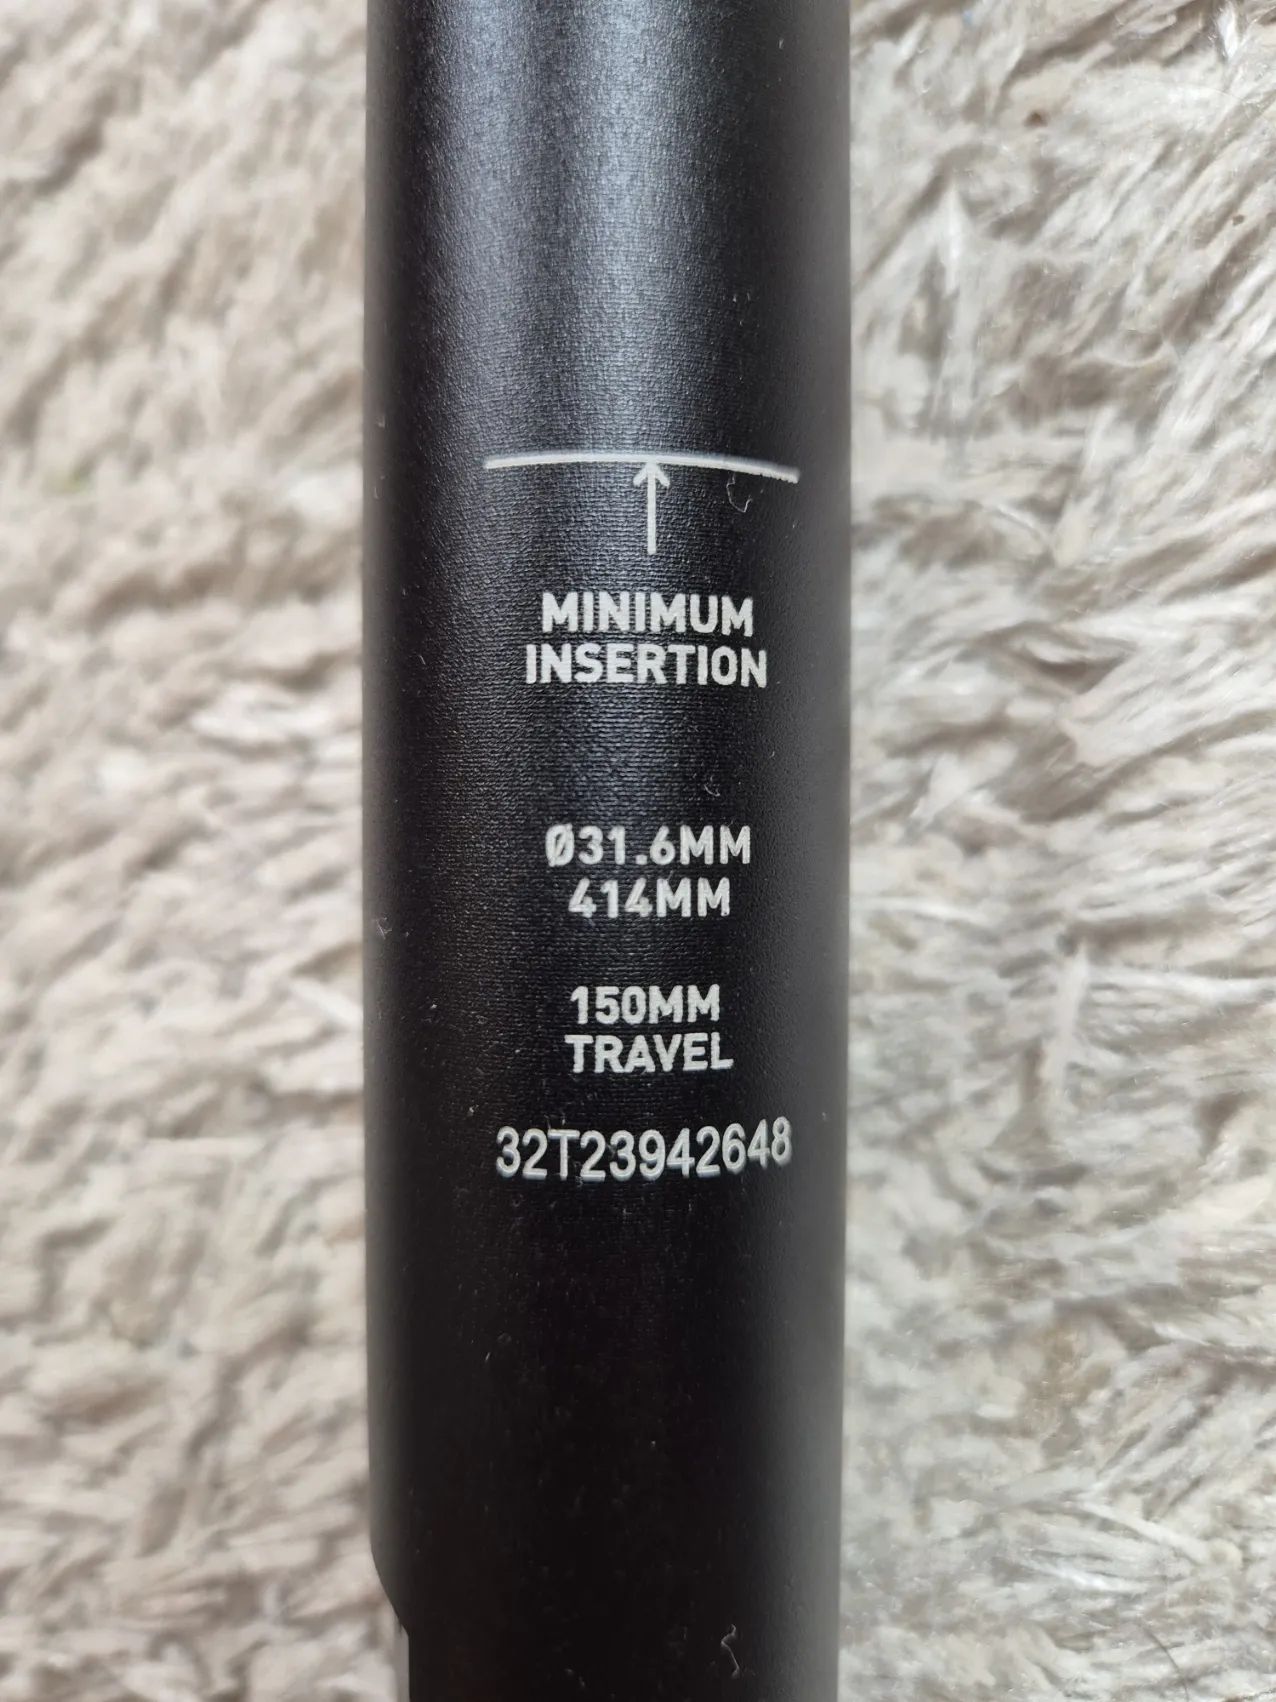 MINIMUM
INSERTION
Ø31.6MM
414MM
150MM
TRAVEL
32T23942648